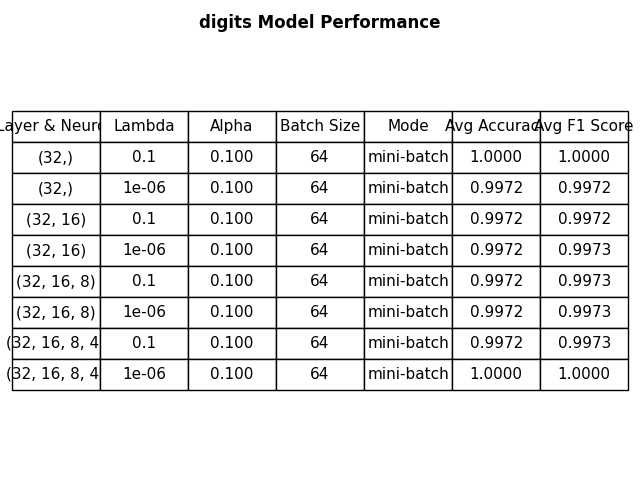 digits Model Performance
Layer & Neuro Lambda Alpha Batch Size Mode Avg Accurac Avg F1 Score
(32,) 0.1 0.100 64 mini-batch 1.0000 1.0000
(32,) 1e-06 0.100 64 mini-batch 0.9972 0.9972
(32, 16) 0.1 0.100 64 mini-batch 0.9972 0.9972
(32, 16) 1e-06 0.100 64 mini-batch 0.9972 0.9973
(32, 16, 8) 0.1 0.100 64 mini-batch 0.9972 0.9973
(32, 16, 8) 1e-06 0.100 64 mini-batch 0.9972 0.9973
(32, 16, 8, 4 0.1 0.100 64 mini-batch 0.9972 0.9973
(32, 16, 8, 4 1e-06 0.100 64 mini-batch 1.0000 1.0000